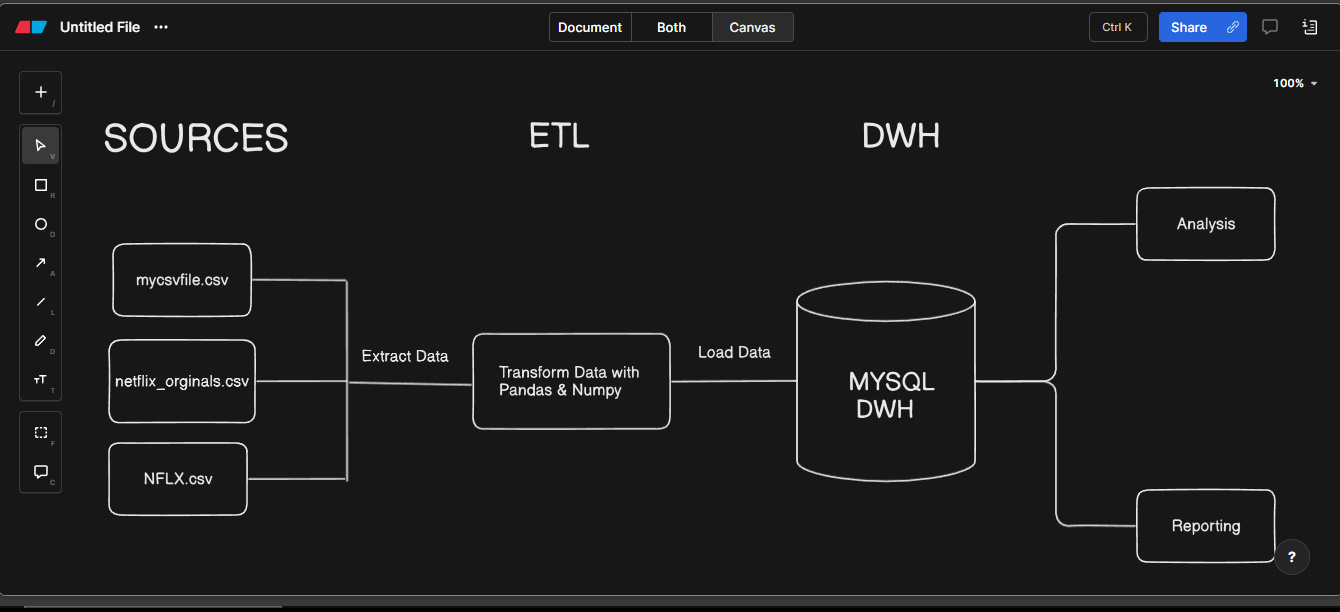 Untitled File
Document
Both
Canvas
Ctrl K
Share
100%
/
V
R
O
A
L
D
T
F
C
SOURCES
ETL
DWH
mycsvfile.csv
netflix_orginals.csv
NFLX.csv
Extract Data
Transform Data with
Pandas & Numpy
Load Data
MYSQL
DWH
Analysis
Reporting
?